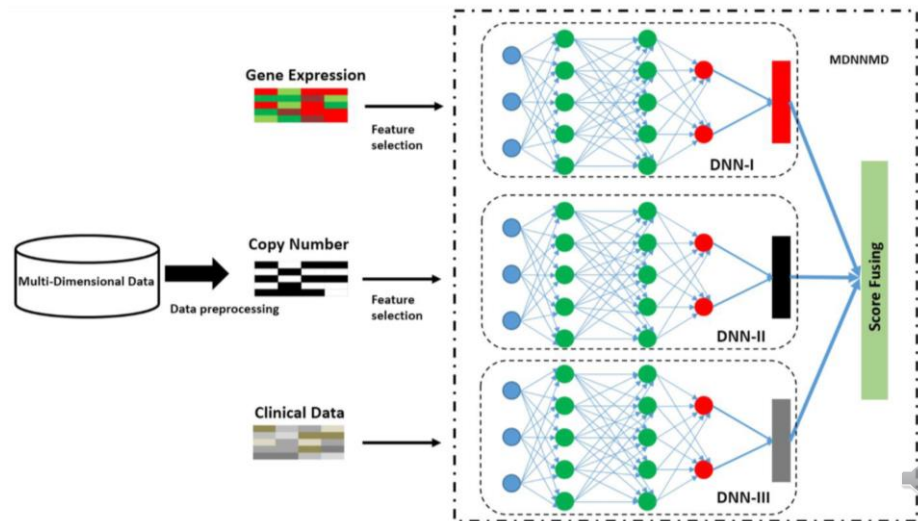 MDNNMD
Gene Expression
Feature
selection
DNN-I
Multi-Dimensional Data
Data preprocessing
Copy Number
Feature
selection
DNN-II
Score Fusing
Clinical Data
DNN-III